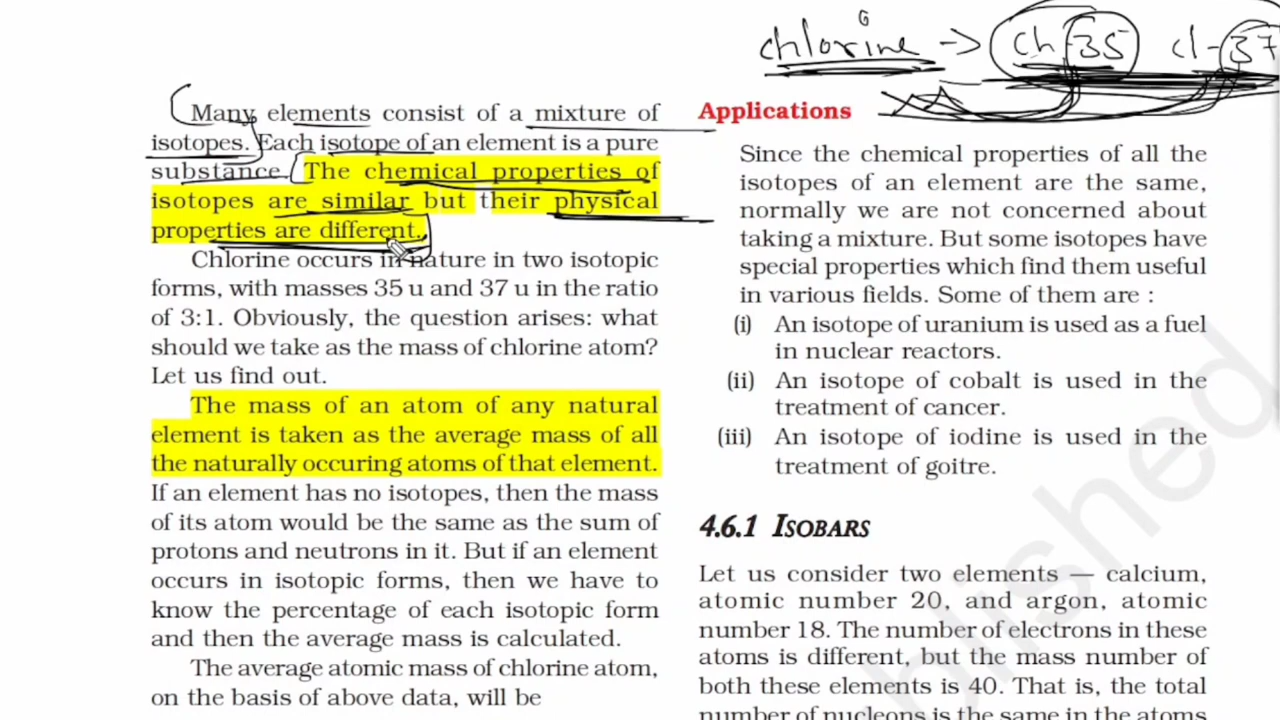 chlorine -> Ch-35 cl-37
Many elements consist of a mixture of
isotopes. Each isotope of an element is a pure
substance. The chemical properties of
isotopes are similar but their physical
properties are different.
Chlorine occurs in nature in two isotopic
forms, with masses 35 u and 37 u in the ratio
of 3:1. Obviously, the question arises: what
should we take as the mass of chlorine atom?
Let us find out.
The mass of an atom of any natural
element is taken as the average mass of all
the naturally occuring atoms of that element.
If an element has no isotopes, then the mass
of its atom would be the same as the sum of
protons and neutrons in it. But if an element
occurs in isotopic forms, then we have to
know the percentage of each isotopic form
and then the average mass is calculated.
The average atomic mass of chlorine atom,
on the basis of above data, will be
Applications
Since the chemical properties of all the
isotopes of an element are the same,
normally we are not concerned about
taking a mixture. But some isotopes have
special properties which find them useful
in various fields. Some of them are :
(i) An isotope of uranium is used as a fuel
in nuclear reactors.
(ii) An isotope of cobalt is used in the
treatment of cancer.
(iii) An isotope of iodine is used in the
treatment of goitre.
4.6.1 ISOBARS
Let us consider two elements — calcium,
atomic number 20, and argon, atomic
number 18. The number of electrons in these
atoms is different, but the mass number of
both these elements is 40. That is, the total
number of nucleons is the same in the atoms
blished